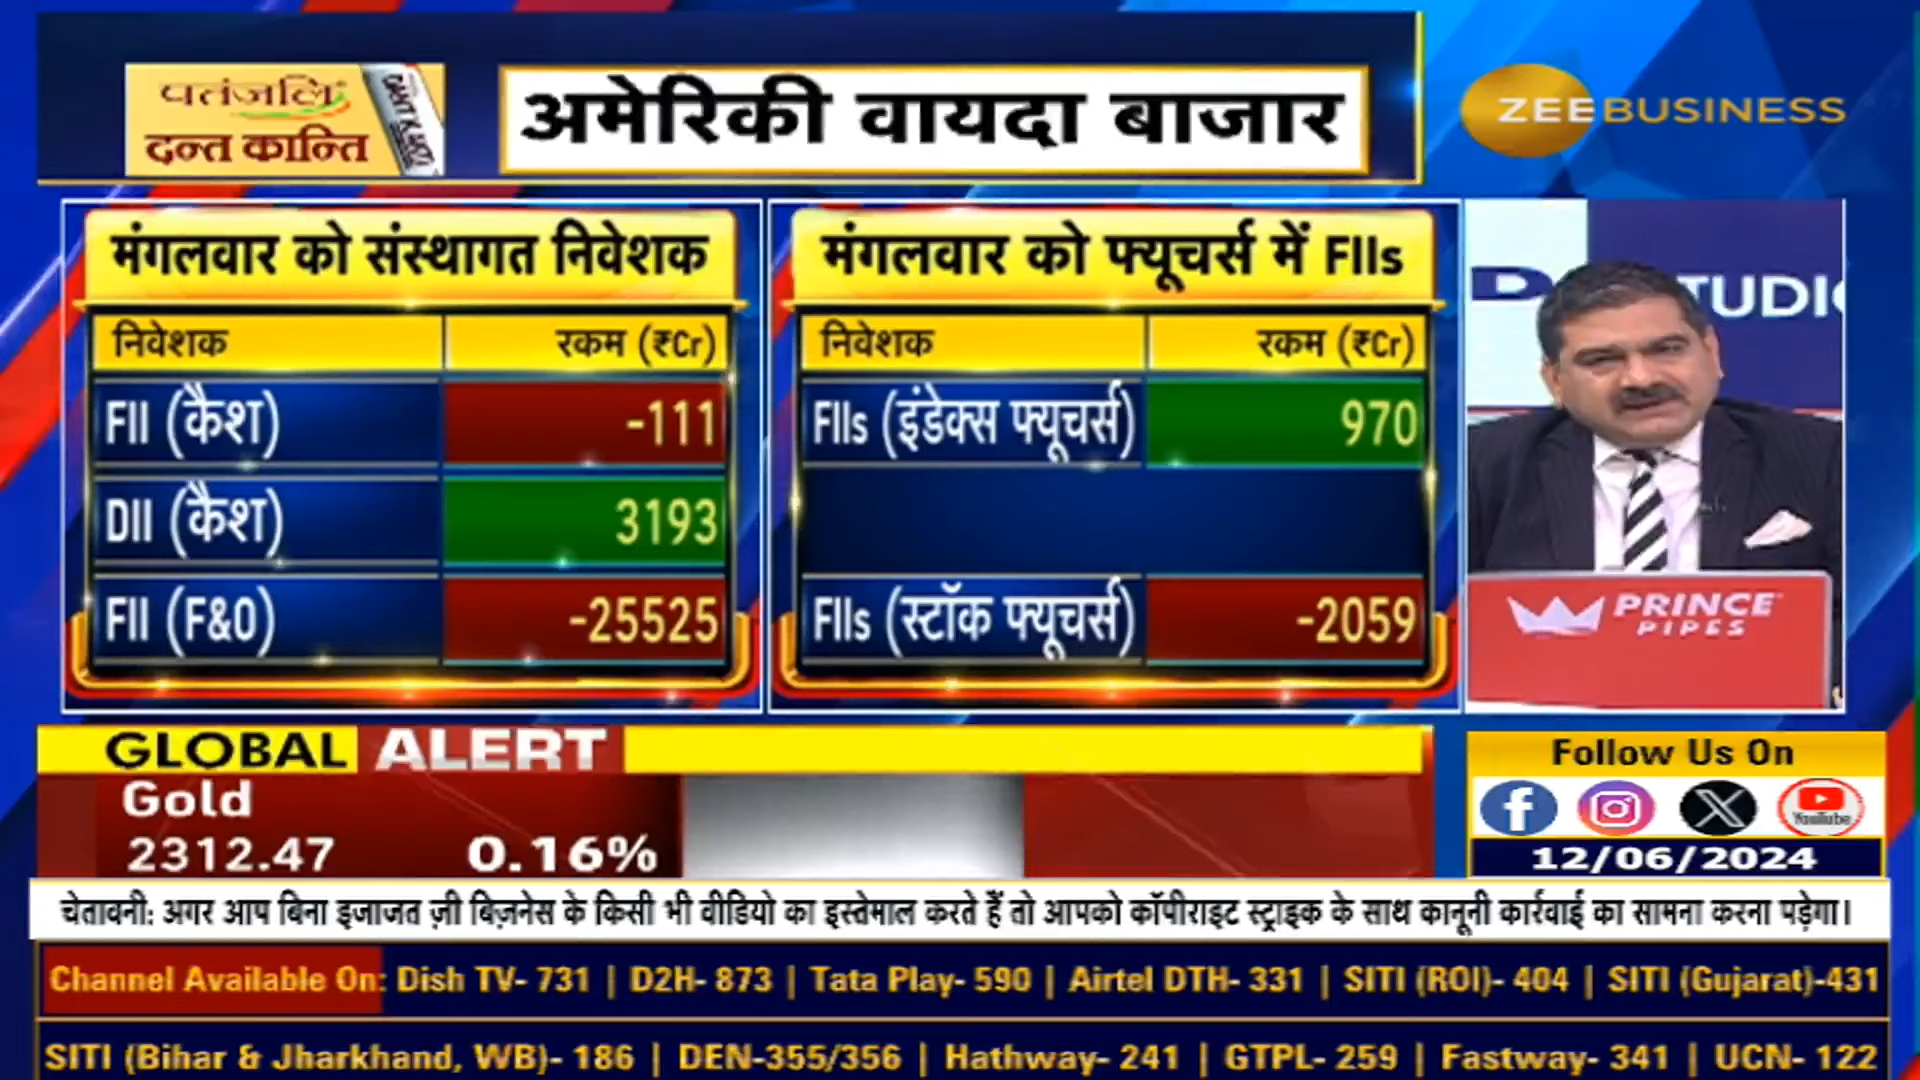 पतंजलि
दन्त कान्ति
DANT KANTI
अमेरिकी वायदा बाजार
ZEE BUSINESS
मंगलवार को संस्थागत निवेशक
निवेशक रकम (₹Cr)
FII (कैश) -111
DII (कैश) 3193
FII (F&O) -25525
मंगलवार को फ्यूचर्स में FIIs
निवेशक रकम (₹Cr)
FIIs (इंडेक्स फ्यूचर्स) 970
FIIs (स्टॉक फ्यूचर्स) -2059
TUDIO
PRINCE
PIPES
GLOBAL ALERT
Gold
2312.47 0.16%
Follow Us On
YouTube
12/06/2024
चेतावनी: अगर आप बिना इजाजत ज़ी बिज़नेस के किसी भी वीडियो का इस्तेमाल करते हैं तो आपको कॉपीराइट स्ट्राइक के साथ कानूनी कार्रवाई का सामना करना पड़ेगा।
Channel Available On: Dish TV- 731 | D2H- 873 | Tata Play- 590 | Airtel DTH- 331 | SITI (ROI)- 404 | SITI (Gujarat)-431
SITI (Bihar & Jharkhand, WB)- 186 | DEN-355/356 | Hathway- 241 | GTPL- 259 | Fastway- 341 | UCN- 122